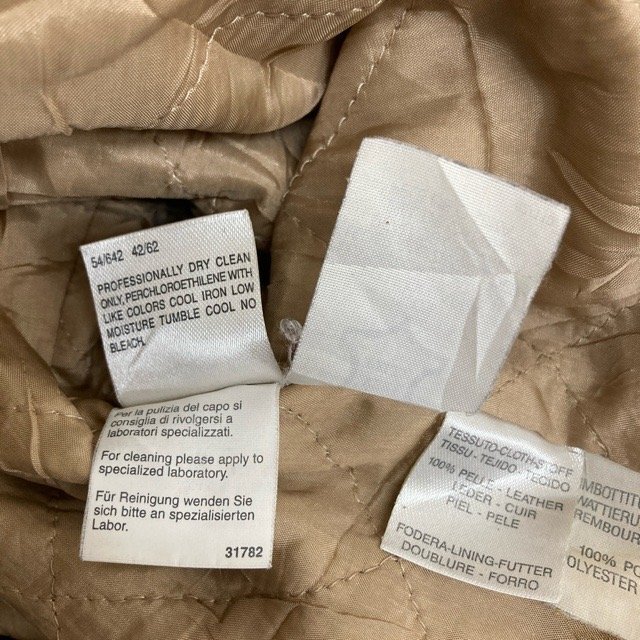 54/642 42/62
PROFESSIONALLY DRY CLEAN
ONLY, PERCHLOROETHILENE WITH
LIKE COLORS COOL IRON LOW
MOISTURE TUMBLE COOL NO
BLEACH.
Per la pulizia del capo si
consiglia di rivolgersi a
laboratori specializzati.
For cleaning please apply to
specialized laboratory.
Für Reinigung wenden Sie
sich bitte an spezialisierten
Labor.
31782
TESSUTO-CLOTH-STOFF
TISSU - TEJIDO - TECIDO
100% PELLE - LEATHER
LEDER - CUIR
PIEL - PELE
FODERA-LINING-FUTTER
DOUBLURE - FORRO
MBOTTIT
WATTIERU
REMBOUR
100% PO
OLYESTER